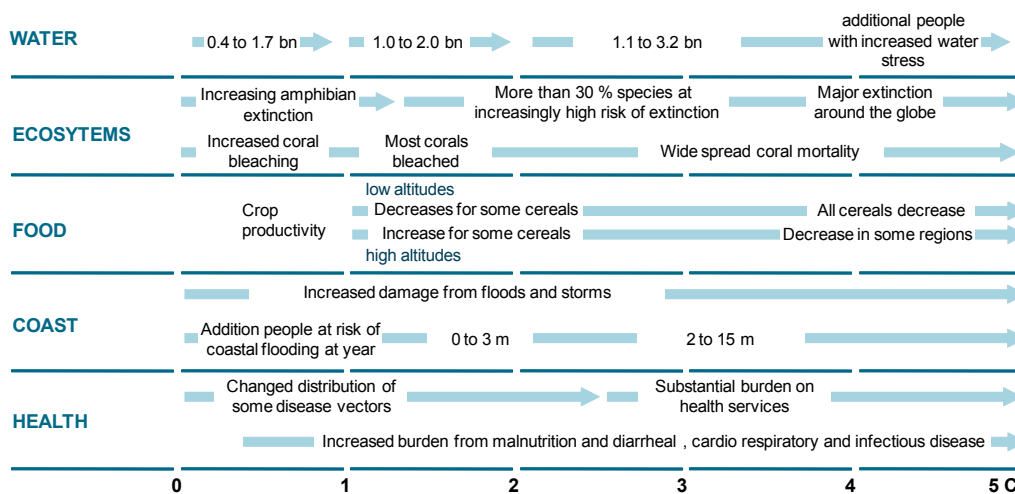 WATER
0.4 to 1.7 bn
1.0 to 2.0 bn
1.1 to 3.2 bn
additional people
with increased water
stress
ECOSYTEMS
Increasing amphibian
extinction
More than 30 % species at
increasingly high risk of extinction
Major extinction
around the globe
Increased coral
bleaching
Most corals
bleached
Wide spread coral mortality
FOOD
Crop
productivity
low altitudes
Decreases for some cereals
All cereals decrease
Increase for some cereals
Decrease in some regions
high altitudes
COAST
Increased damage from floods and storms
Addition people at risk of
coastal flooding at year
0 to 3 m
2 to 15 m
HEALTH
Changed distribution of
some disease vectors
Substantial burden on
health services
Increased burden from malnutrition and diarrheal , cardio respiratory and infectious disease
0 1 2 3 4 5 C